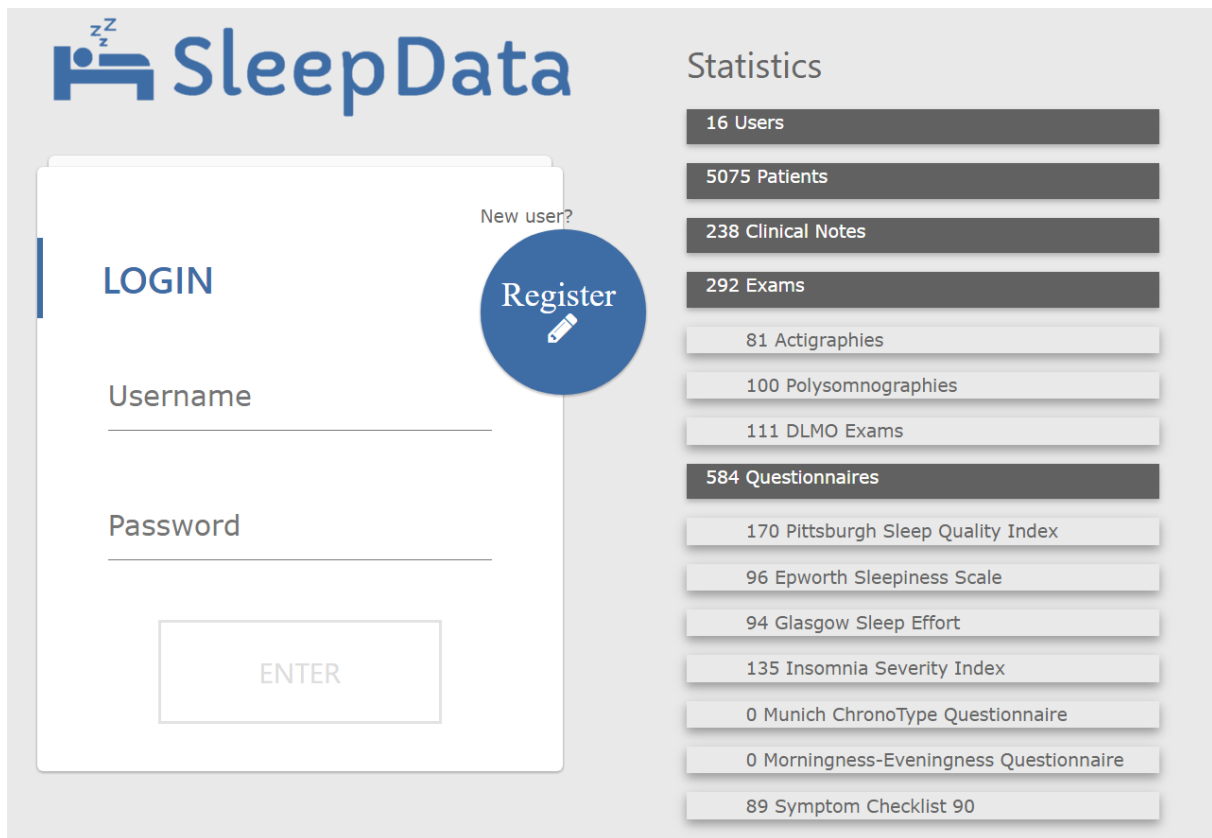 zzZ
SleepData
New user?
LOGIN
Register
Username
Password
ENTER
Statistics
16 Users
5075 Patients
238 Clinical Notes
292 Exams
81 Actigraphies
100 Polysomnographies
111 DLMO Exams
584 Questionnaires
170 Pittsburgh Sleep Quality Index
96 Epworth Sleepiness Scale
94 Glasgow Sleep Effort
135 Insomnia Severity Index
0 Munich ChronoType Questionnaire
0 Morningness-Eveningness Questionnaire
89 Symptom Checklist 90